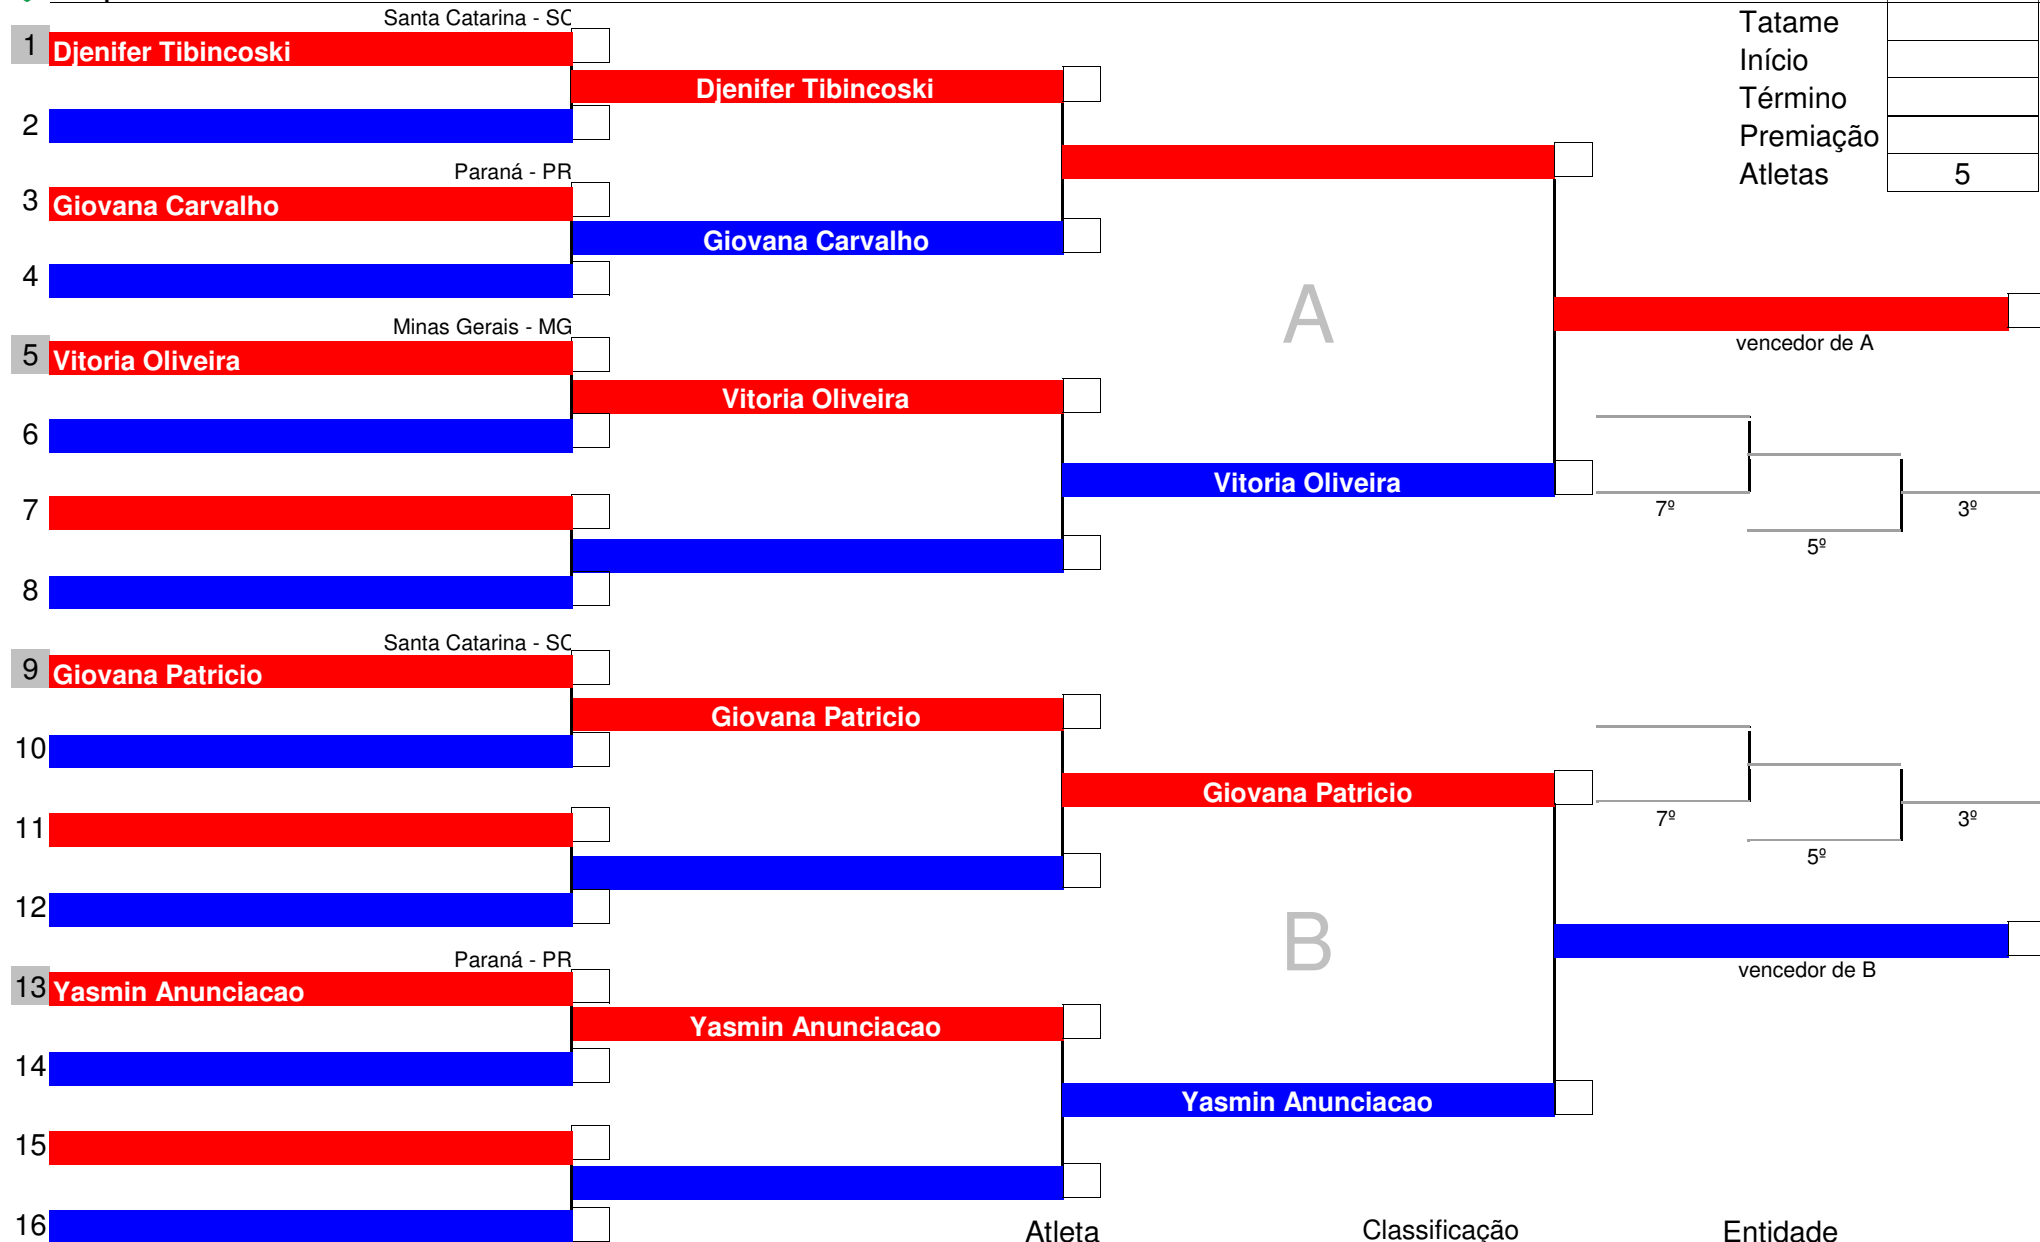 Santa Catarina - SC
1 Djenifer Tibincoski
Djenifer Tibincoski
2
Paraná - PR
3 Giovana Carvalho
Giovana Carvalho
4
Minas Gerais - MG
5 Vitoria Oliveira
Vitoria Oliveira
6
7
8
Vitoria Oliveira
A
vencedor de A
7º
5º
3º
Tatame
Início
Término
Premiação
Atletas 5
Santa Catarina - SC
9 Giovana Patricio
Giovana Patricio
10
11
12
Giovana Patricio
B
7º
5º
3º
vencedor de B
Paraná - PR
13 Yasmin Anunciacao
Yasmin Anunciacao
14
Yasmin Anunciacao
15
16
Atleta Classificação Entidade